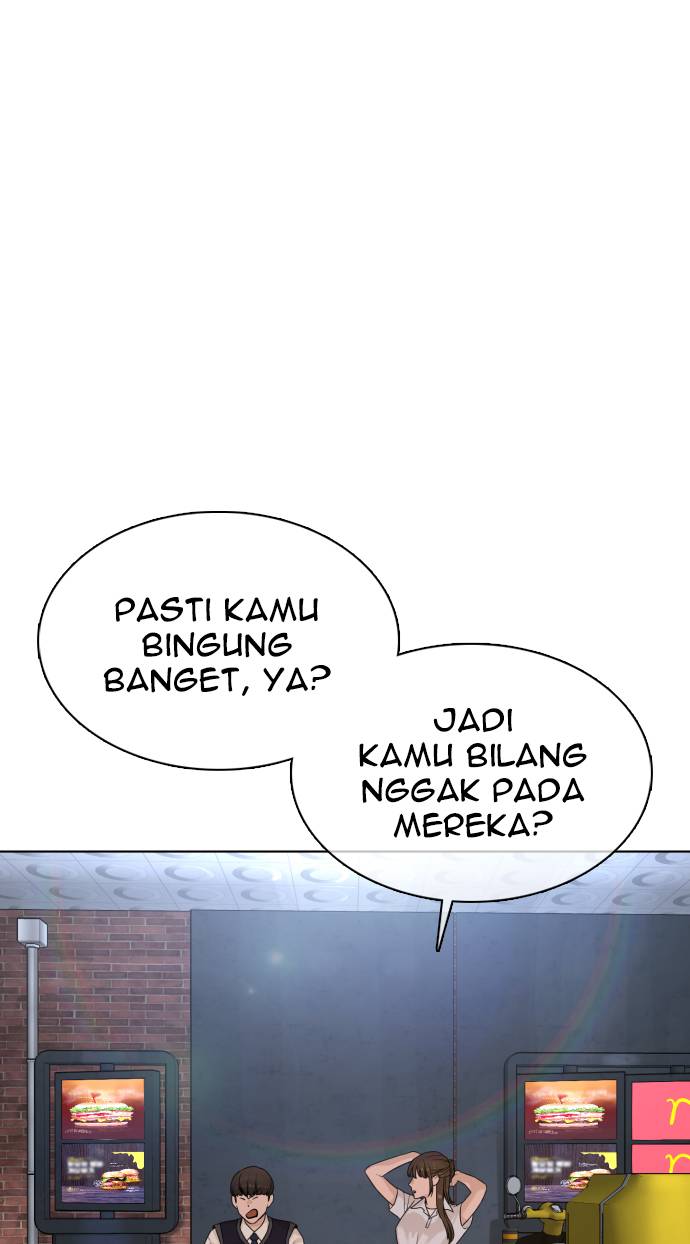 PASTI KAMU
BINGUNG
BANGET, YA?
JADI
KAMU BILANG
NGGAK PADA
MEREKA?